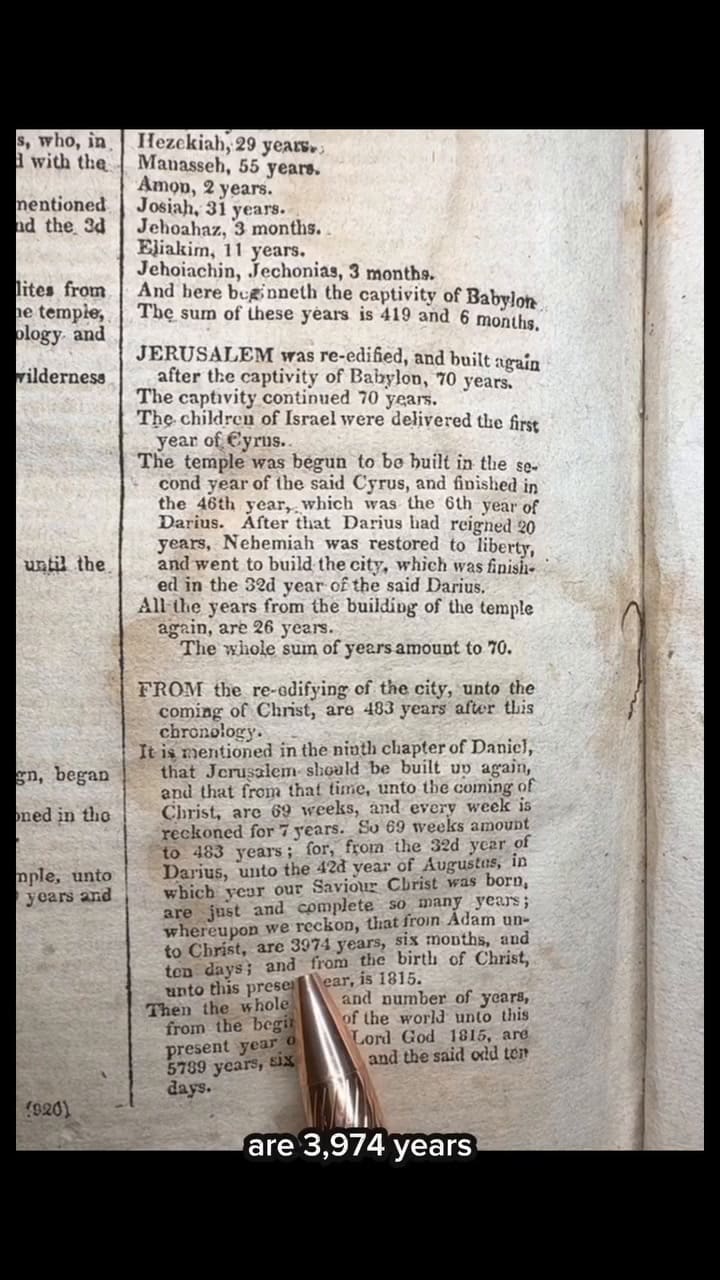 s, who, in
d with the
mentioned
nd the 3d
lites from
he temple,
ology and
wilderness
until the
gn, began
oned in the
mple, unto
years and
(920)
Hezekiah, 29 years.
Manasseh, 55 years.
Amon, 2 years.
Josiah, 31 years.
Jehoahaz, 3 months.
Eliakim, 11 years.
Jehoiachin, Jechonias, 3 months.
And here beginneth the captivity of Babylon
The sum of these years is 419 and 6 months.
JERUSALEM was re-edified, and built again
after the captivity of Babylon, 70 years.
The captivity continued 70 years.
The children of Israel were delivered the first
year of Cyrus.
The temple was begun to be built in the se-
cond year of the said Cyrus, and finished in
the 46th year, which was the 6th year of
Darius. After that Darius had reigned 20
years, Nehemiah was restored to liberty,
and went to build the city, which was finish-
ed in the 32d year of the said Darius.
All the years from the building of the temple
again, are 26 years.
The whole sum of years amount to 70.
FROM the re-edifying of the city, unto the
coming of Christ, are 483 years after this
chronology.
It is mentioned in the ninth chapter of Daniel,
that Jerusalem should be built up again,
and that from that time, unto the coming of
Christ, are 69 weeks, and every week is
reckoned for 7 years. So 69 weeks amount
to 483 years; for, from the 32d year of
Darius, unto the 42d year of Augustus, in
which year our Saviour Christ was born,
are just and complete so many years;
whereupon we reckon, that from Adam un-
to Christ, are 3974 years, six months, and
ten days; and from the birth of Christ,
unto this prese ear, is 1815.
Then the whole and number of years,
from the begi of the world unto this
present year o Lord God 1815, are
5789 years, six and the said odd ten
days.
are 3,974 years